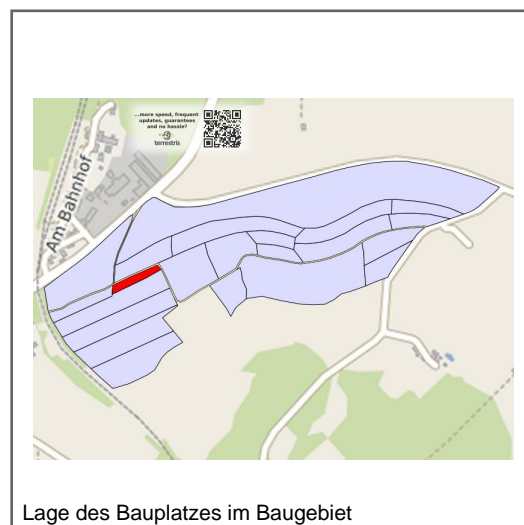 ...more speed, frequent
updates, guarantees
and no hassle?
terrestris
Am Bahnhof
Lage des Bauplatzes im Baugebiet